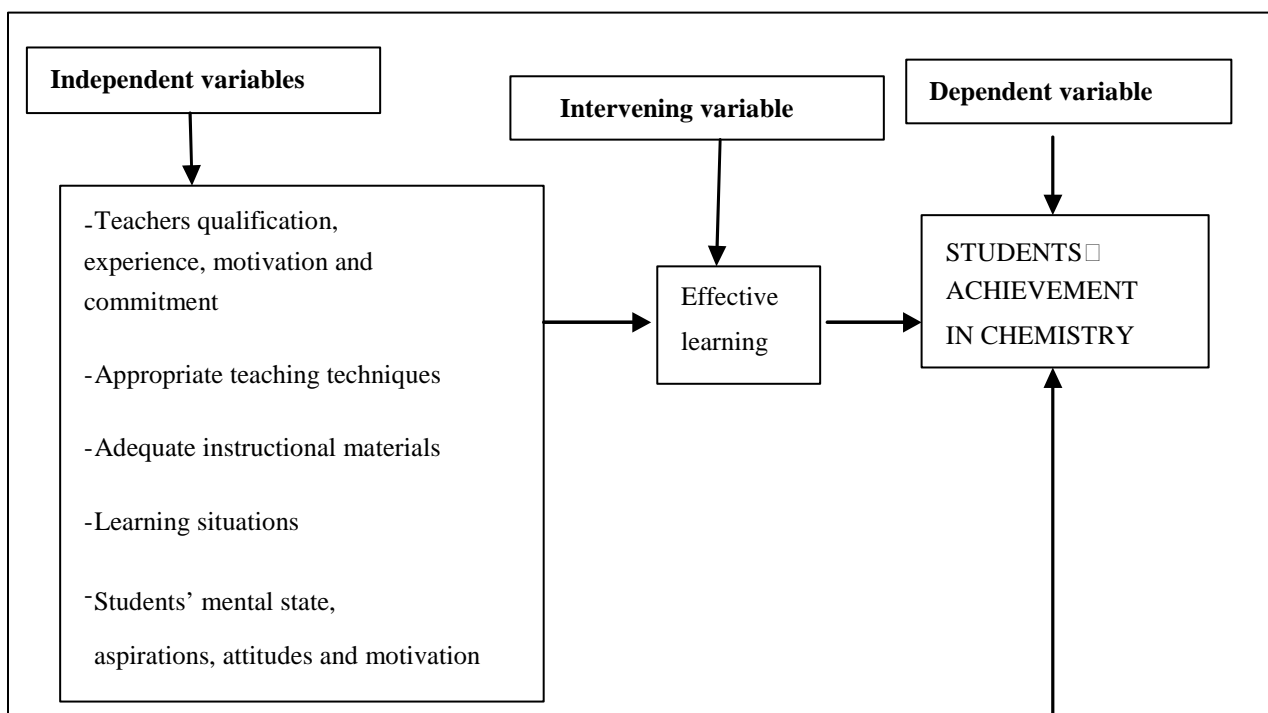 Independent variables
Intervening variable
Dependent variable
-Teachers qualification,
experience, motivation and
commitment
-Appropriate teaching techniques
-Adequate instructional materials
-Learning situations
-Students’ mental state,
aspirations, attitudes and motivation
Effective
learning
STUDENTS□
ACHIEVEMENT
IN CHEMISTRY